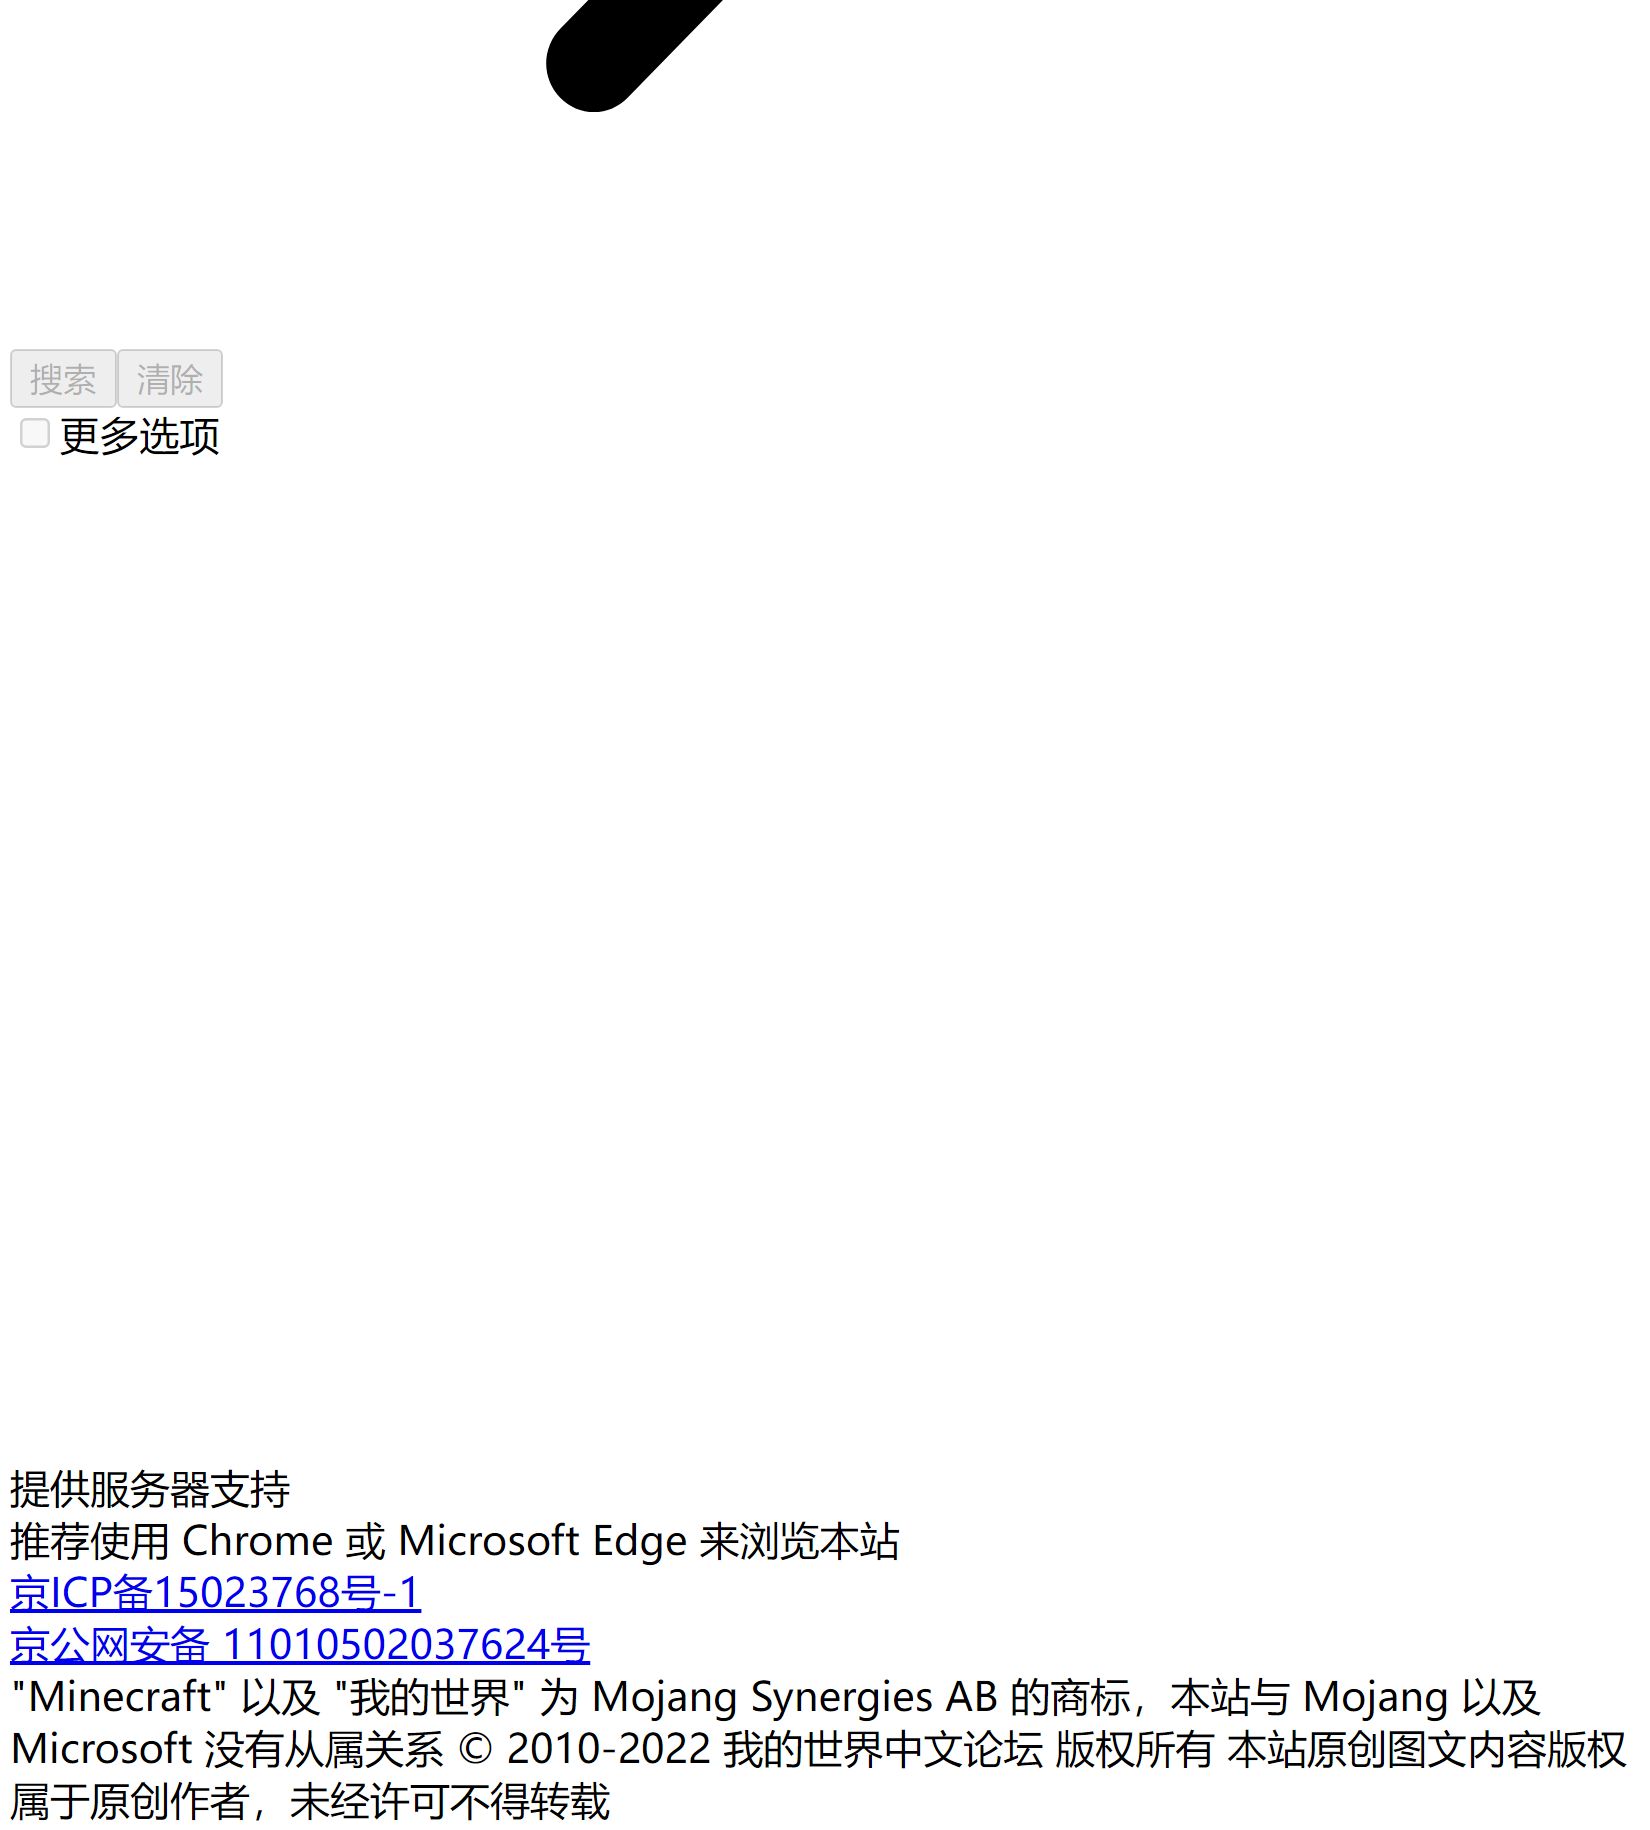 搜索 清除
更多选项
提供服务器支持
推荐使用 Chrome 或 Microsoft Edge 来浏览本站
京ICP备15023768号-1
京公网安备 11010502037624号
"Minecraft" 以及 "我的世界" 为 Mojang Synergies AB 的商标，本站与 Mojang 以及
Microsoft 没有从属关系 © 2010-2022 我的世界中文论坛 版权所有 本站原创图文内容版权
属于原创作者，未经许可不得转载